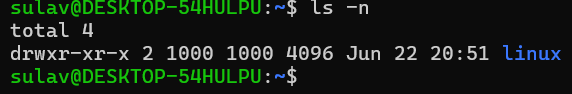 sulav@DESKTOP-54HULPU:~$ ls -n
total 4
drwxr-xr-x 2 1000 1000 4096 Jun 22 20:51 linux
sulav@DESKTOP-54HULPU:~$